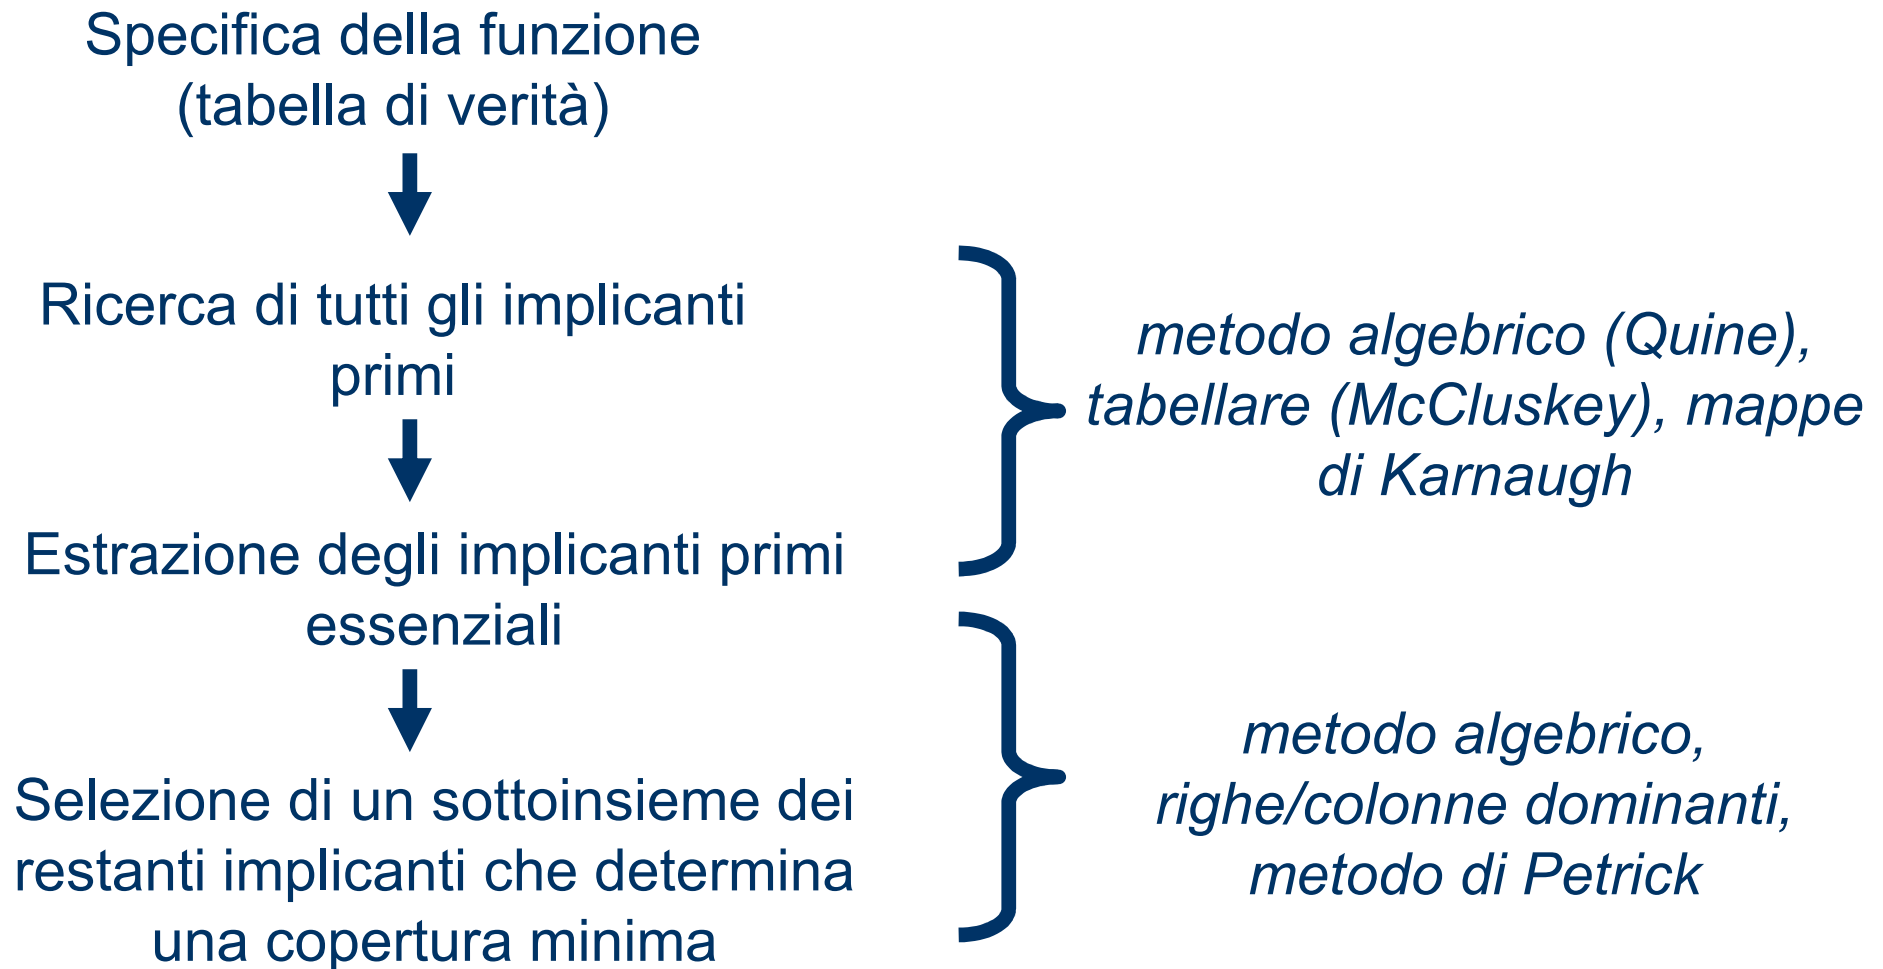 Specifica della funzione
(tabella di verità)
Ricerca di tutti gli implicanti
primi
Estrazione degli implicanti primi
essenziali
Selezione di un sottoinsieme dei
restanti implicanti che determina
una copertura minima
metodo algebrico (Quine),
tabellare (McCluskey), mappe
di Karnaugh
metodo algebrico,
righe/colonne dominanti,
metodo di Petrick